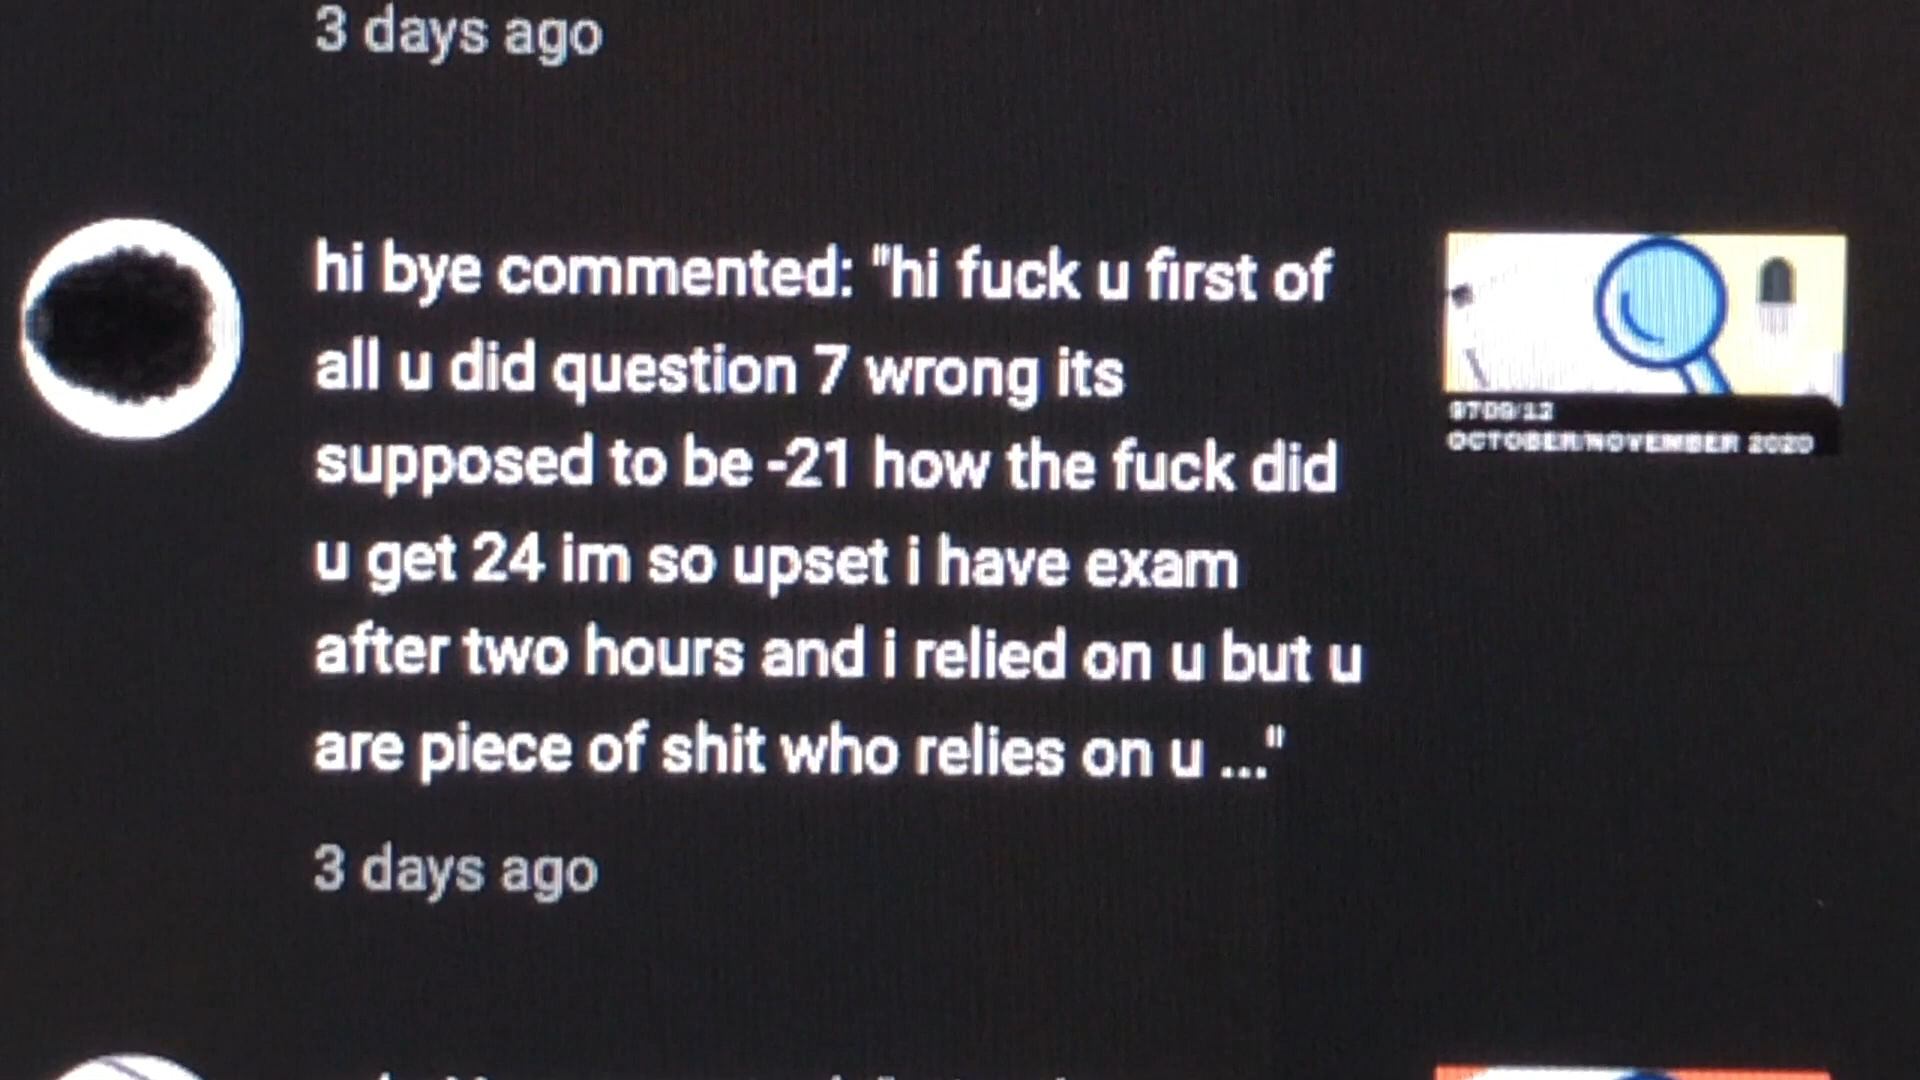 3 days ago
hi bye commented: "hi fuck u first of
all u did question 7 wrong its
supposed to be -21 how the fuck did
u get 24 im so upset i have exam
after two hours and i relied on u but u
are piece of shit who relies on u ..."
3 days ago
9709/12
OCTOBER/NOVEMBER 2020